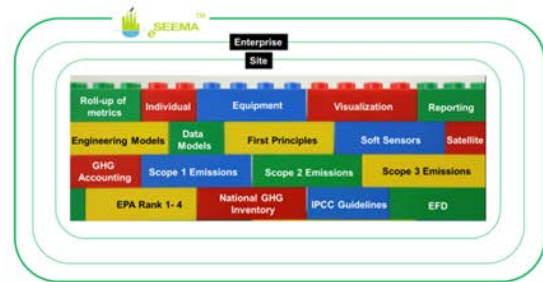 eSEEMA™
Enterprise
Site
Roll-up of metrics Individual Equipment Visualization Reporting
Engineering Models Data Models First Principles Soft Sensors Satellite
GHG Accounting Scope 1 Emissions Scope 2 Emissions Scope 3 Emissions
EPA Rank 1- 4 National GHG Inventory IPCC Guidelines EFD